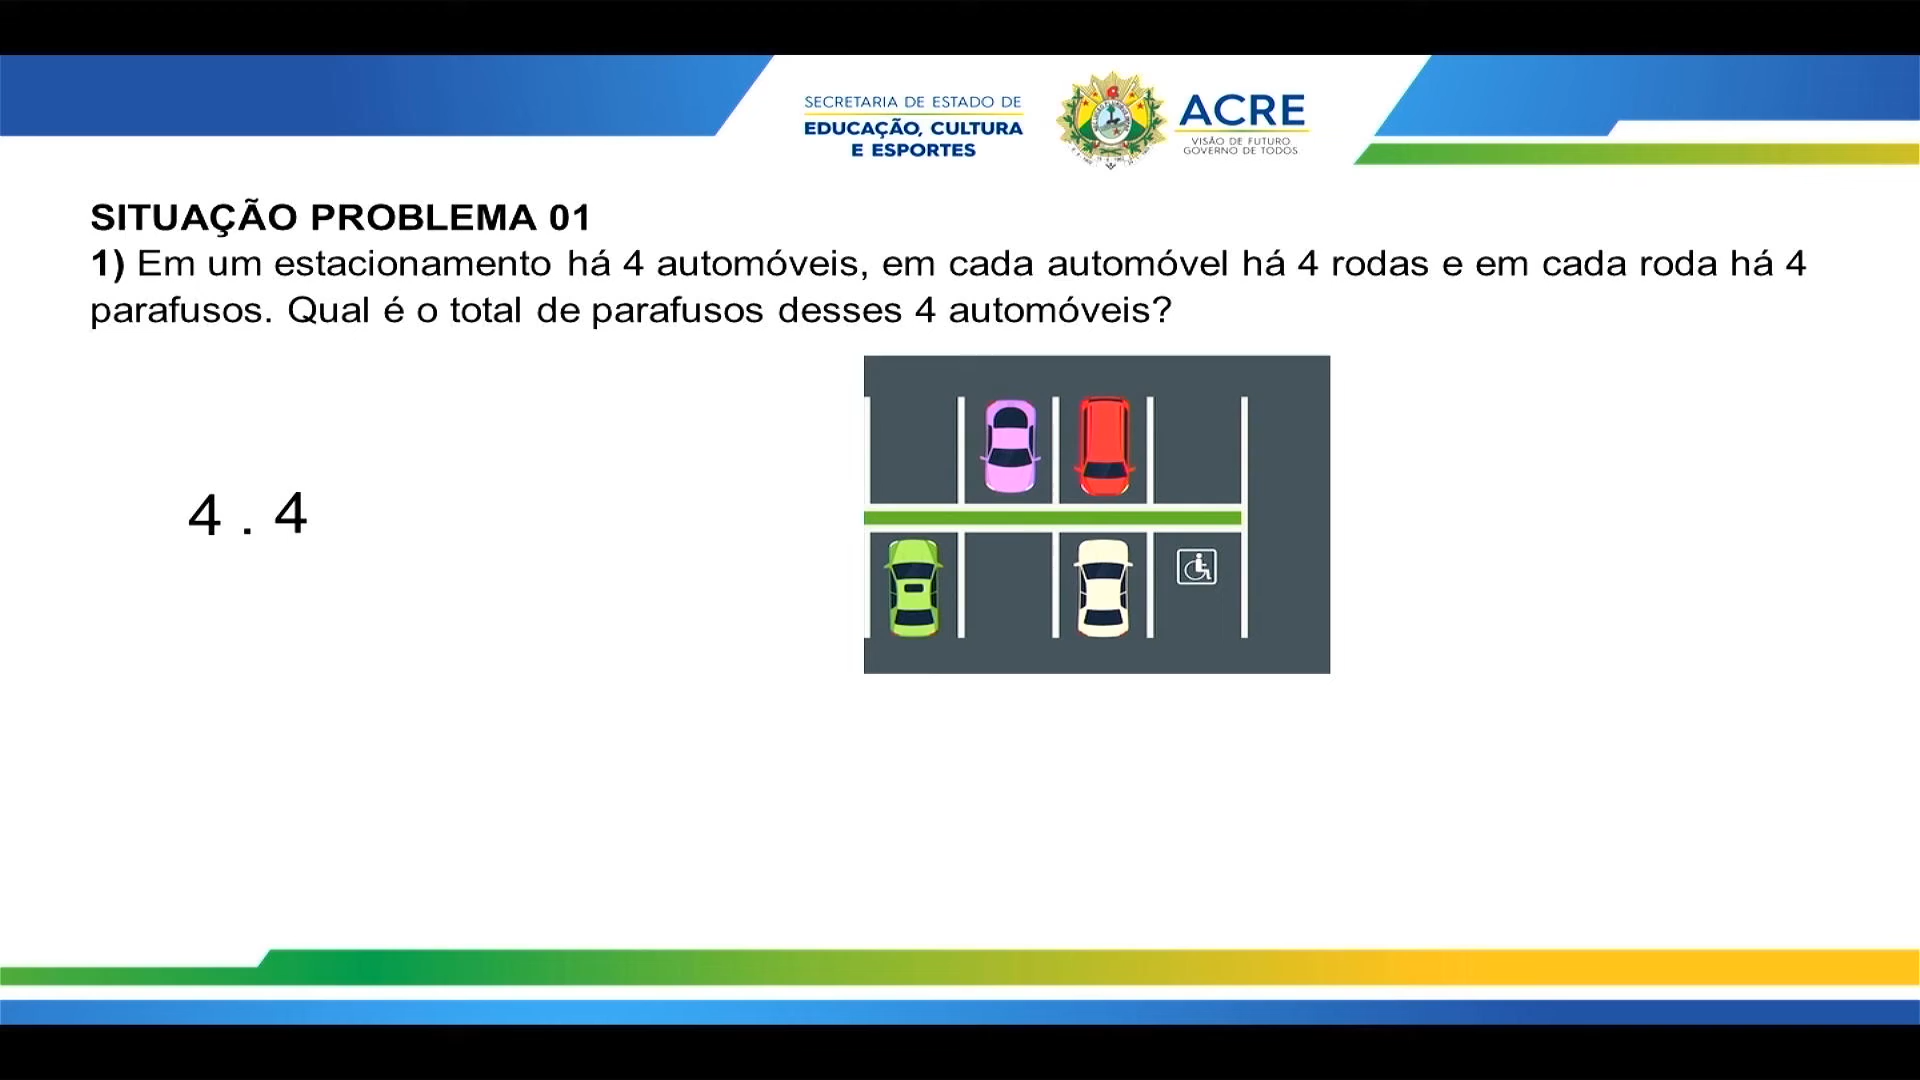 SECRETARIA DE ESTADO DE
EDUCAÇÃO, CULTURA
E ESPORTES
ACRE
VISÃO DE FUTURO
GOVERNO DE TODOS
SITUAÇÃO PROBLEMA 01
1) Em um estacionamento há 4 automóveis, em cada automóvel há 4 rodas e em cada roda há 4
parafusos. Qual é o total de parafusos desses 4 automóveis?
4 . 4